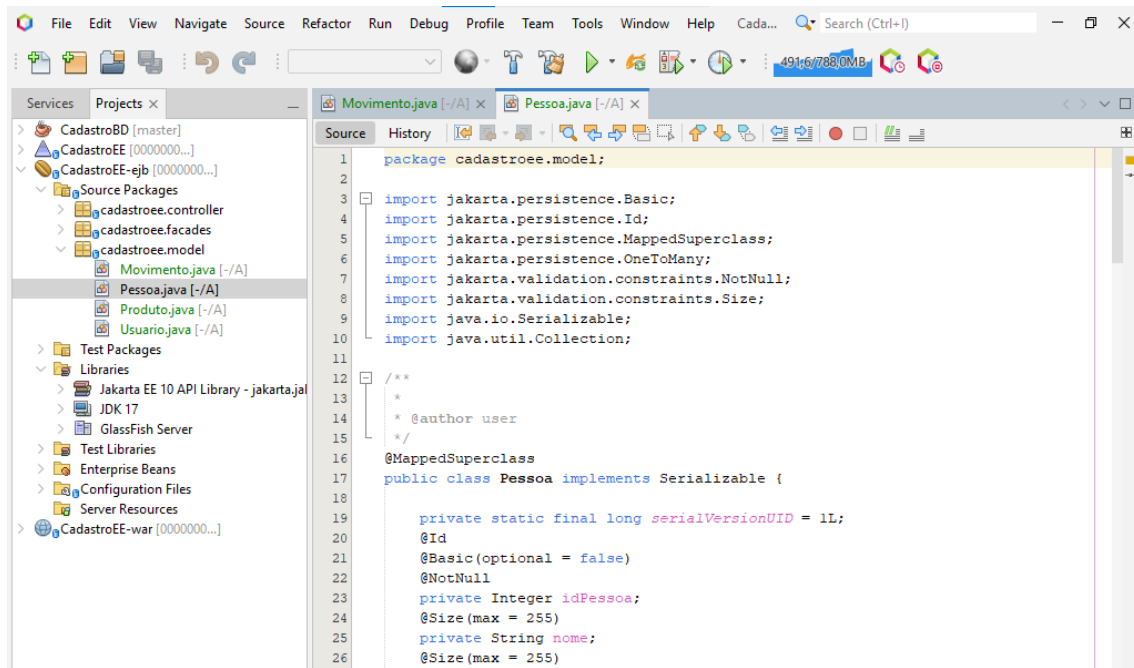 File Edit View Navigate Source Refactor Run Debug Profile Team Tools Window Help Cada... Search (Ctrl+I)
491,6/788,0MB
Services Projects
CadastroBD [master]
CadastroEE [0000000...]
CadastroEE-ejb [0000000...]
Source Packages
cadastroee.controller
cadastroee.facades
cadastroee.model
Movimento.java [-/A]
Pessoa.java [-/A]
Produto.java [-/A]
Usuario.java [-/A]
Test Packages
Libraries
Jakarta EE 10 API Library - jakarta.jal
JDK 17
GlassFish Server
Test Libraries
Enterprise Beans
Configuration Files
Server Resources
CadastroEE-war [0000000...]
Movimento.java [-/A] Pessoa.java [-/A]
Source History
1 package cadastroee.model;
2
3 import jakarta.persistence.Basic;
4 import jakarta.persistence.Id;
5 import jakarta.persistence.MappedSuperclass;
6 import jakarta.persistence.OneToMany;
7 import jakarta.validation.constraints.NotNull;
8 import jakarta.validation.constraints.Size;
9 import java.io.Serializable;
10 import java.util.Collection;
11
12 /**
13 *
14 * @author user
15 */
16 @MappedSuperclass
17 public class Pessoa implements Serializable {
18
19 private static final long serialVersionUID = 1L;
20 @Id
21 @Basic(optional = false)
22 @NotNull
23 private Integer idPessoa;
24 @Size(max = 255)
25 private String nome;
26 @Size(max = 255)